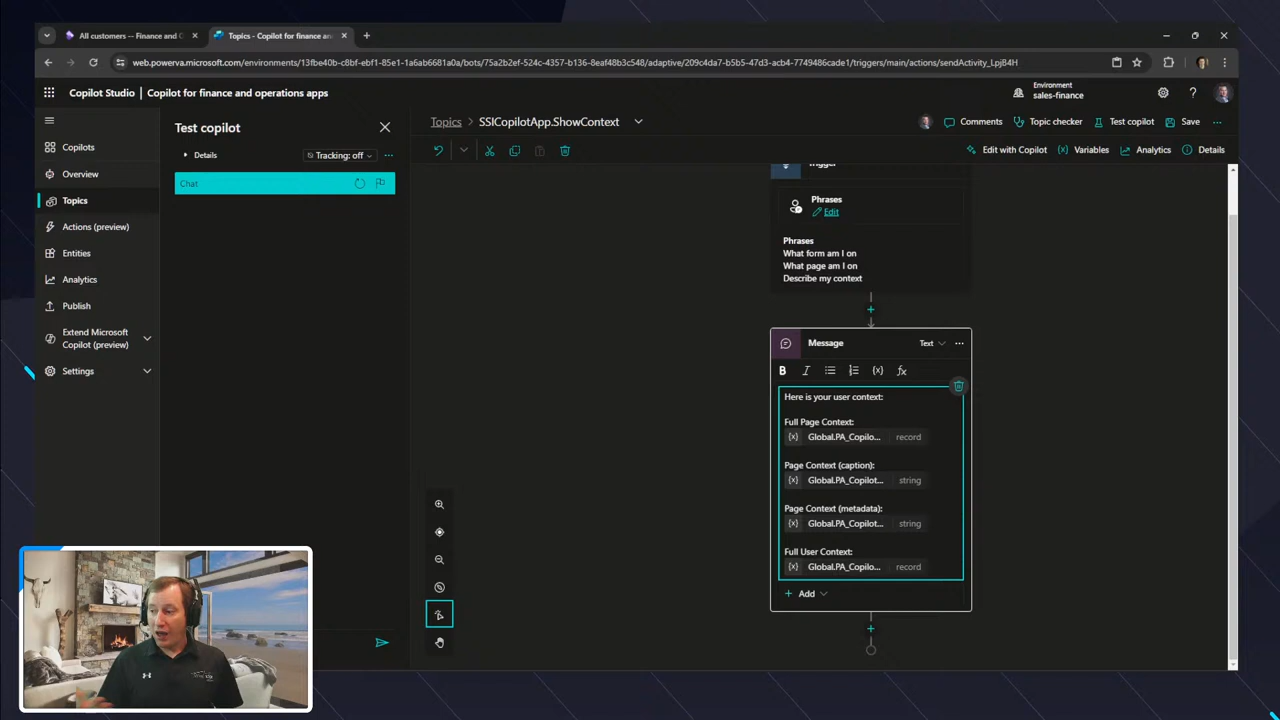 All customers -- Finance and O
Topics - Copilot for finance and
web.powerva.microsoft.com/environments/13fbe40b-c8bf-ebf1-85e1-1a6ab6681a0a/bots/75a2b2ef-524c-4357-b136-8eaf48b3c548/adaptive/209c4da7-b5b5-47d3-acb4-7749486cade1/triggers/main/actions/sendActivity_LpjB4H
Copilot Studio | Copilot for finance and operations apps
Environment
sales-finance
Copilots
Overview
Topics
Actions (preview)
Entities
Analytics
Publish
Extend Microsoft
Copilot (preview)
Settings
Test copilot
Details
Tracking: off
Chat
Topics > SSICopilotApp.ShowContext
Comments
Topic checker
Test copilot
Save
Edit with Copilot
{x} Variables
Analytics
Details
Trigger
Phrases
Edit
Phrases
What form am I on
What page am I on
Describe my context
Message
Text
B I {x} fx
Here is your user context:
Full Page Context:
{x} Global.PA_Copilo... record
Page Context (caption):
{x} Global.PA_Copilot... string
Page Context (metadata):
{x} Global.PA_Copilot... string
Full User Context:
{x} Global.PA_Copilo... record
+ Add